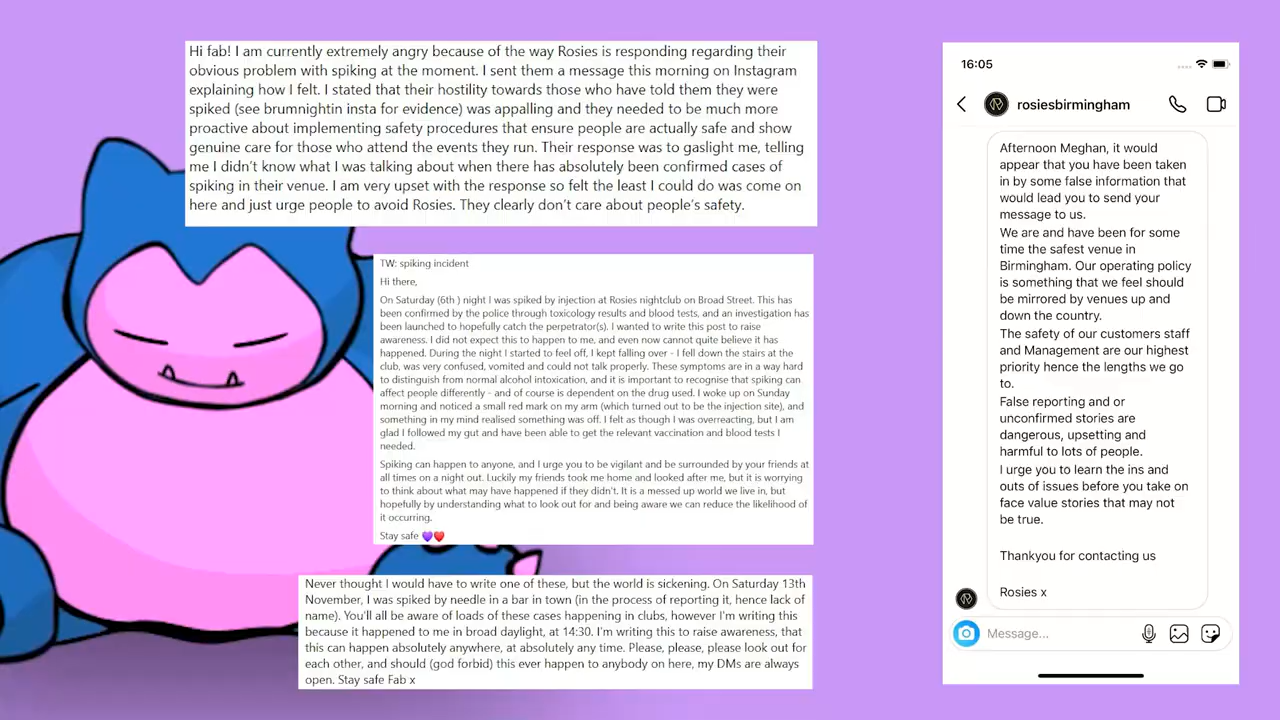 Hi fab! I am currently extremely angry because of the way Rosies is responding regarding their
obvious problem with spiking at the moment. I sent them a message this morning on Instagram
explaining how I felt. I stated that their hostility towards those who have told them they were
spiked (see brumnightin insta for evidence) was appalling and they needed to be much more
proactive about implementing safety procedures that ensure people are actually safe and show
genuine care for those who attend the events they run. Their response was to gaslight me, telling
me I didn't know what I was talking about when there has absolutely been confirmed cases of
spiking in their venue. I am very upset with the response so felt the least I could do was come on
here and just urge people to avoid Rosies. They clearly don't care about people's safety.
TW: spiking incident
Hi there,
On Saturday (6th ) night I was spiked by injection at Rosies nightclub on Broad Street. This has
been confirmed by the police through toxicology results and blood tests, and an investigation has
been launched to hopefully catch the perpetrator(s). I wanted to write this post to raise
awareness. I did not expect this to happen to me, and even now cannot quite believe it has
happened. During the night I started to feel off, I kept falling over - I fell down the stairs at the
club, was very confused, vomited and could not talk properly. These symptoms are in a way hard
to distinguish from normal alcohol intoxication, and it is important to recognise that spiking can
affect people differently - and of course is dependent on the drug used. I woke up on Sunday
morning and noticed a small red mark on my arm (which turned out to be the injection site), and
something in my mind realised something was off. I felt as though I was overreacting, but I am
glad I followed my gut and have been able to get the relevant vaccination and blood tests I
needed.
Spiking can happen to anyone, and I urge you to be vigilant and be surrounded by your friends at
all times on a night out. Luckily my friends took me home and looked after me, but it is worrying
to think about what may have happened if they didn't. It is a messed up world we live in, but
hopefully by understanding what to look out for and being aware we can reduce the likelihood of
it occurring.
Stay safe 💜❤️
Never thought I would have to write one of these, but the world is sickening. On Saturday 13th
November, I was spiked by needle in a bar in town (in the process of reporting it, hence lack of
name). You'll all be aware of loads of these cases happening in clubs, however I'm writing this
because it happened to me in broad daylight, at 14:30. I'm writing this to raise awareness, that
this can happen absolutely anywhere, at absolutely any time. Please, please, please look out for
each other, and should (god forbid) this ever happen to anybody on here, my DMs are always
open. Stay safe Fab x
16:05
rosiesbirmingham
Afternoon Meghan, it would
appear that you have been taken
in by some false information that
would lead you to send your
message to us.
We are and have been for some
time the safest venue in
Birmingham. Our operating policy
is something that we feel should
be mirrored by venues up and
down the country.
The safety of our customers staff
and Management are our highest
priority hence the lengths we go
to.
False reporting and or
unconfirmed stories are
dangerous, upsetting and
harmful to lots of people.
I urge you to learn the ins and
outs of issues before you take on
face value stories that may not
be true.
Thankyou for contacting us
Rosies x
Message...